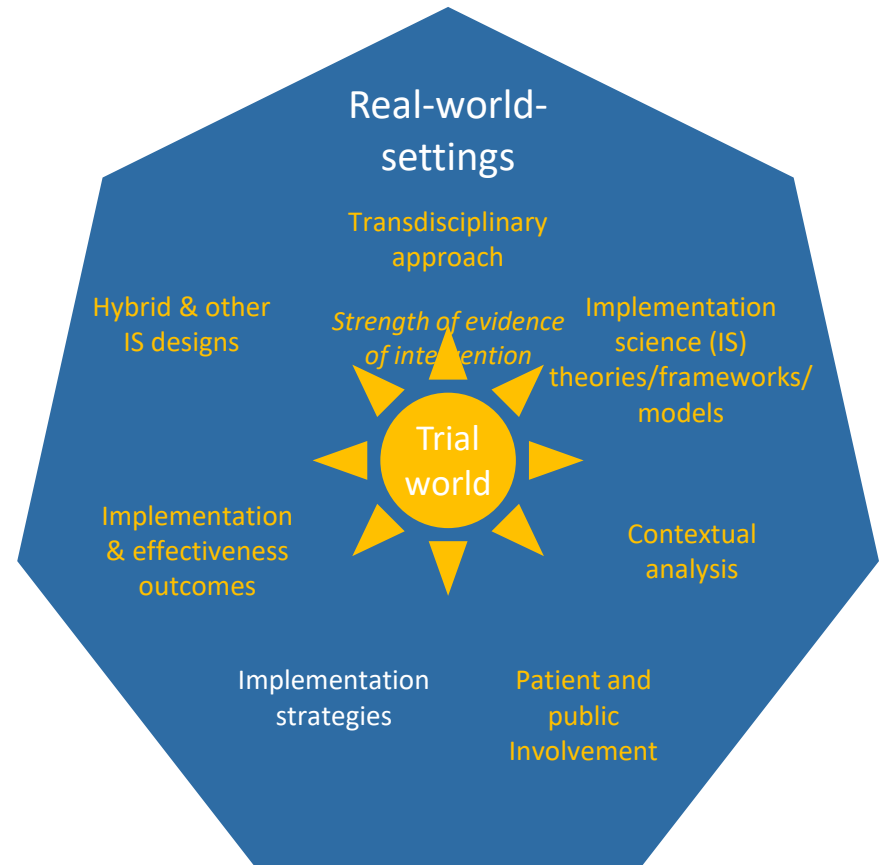 Real-world-
settings
Transdisciplinary
approach
Hybrid & other
IS designs
Strength of evidence
of intervention
Implementation
science (IS)
theories/frameworks/
models
Trial
world
Implementation
& effectiveness
outcomes
Contextual
analysis
Implementation
strategies
Patient and
public
Involvement